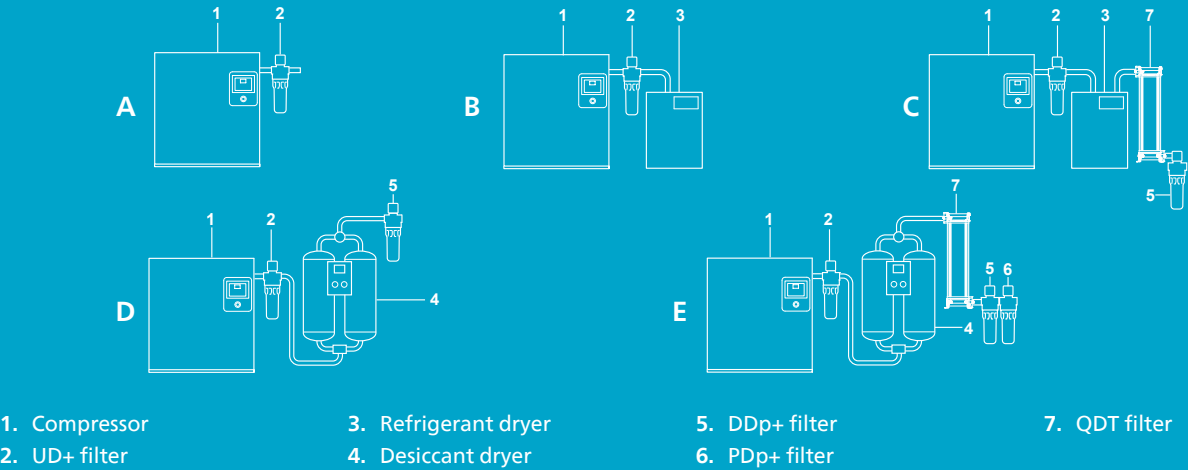 1 2
A
1 2 3
B
1 2 3 7
C
5
1 2 5
D
4
1 2 7
E
5 6
4
1. Compressor
2. UD+ filter
3. Refrigerant dryer
4. Desiccant dryer
5. DDp+ filter
6. PDp+ filter
7. QDT filter